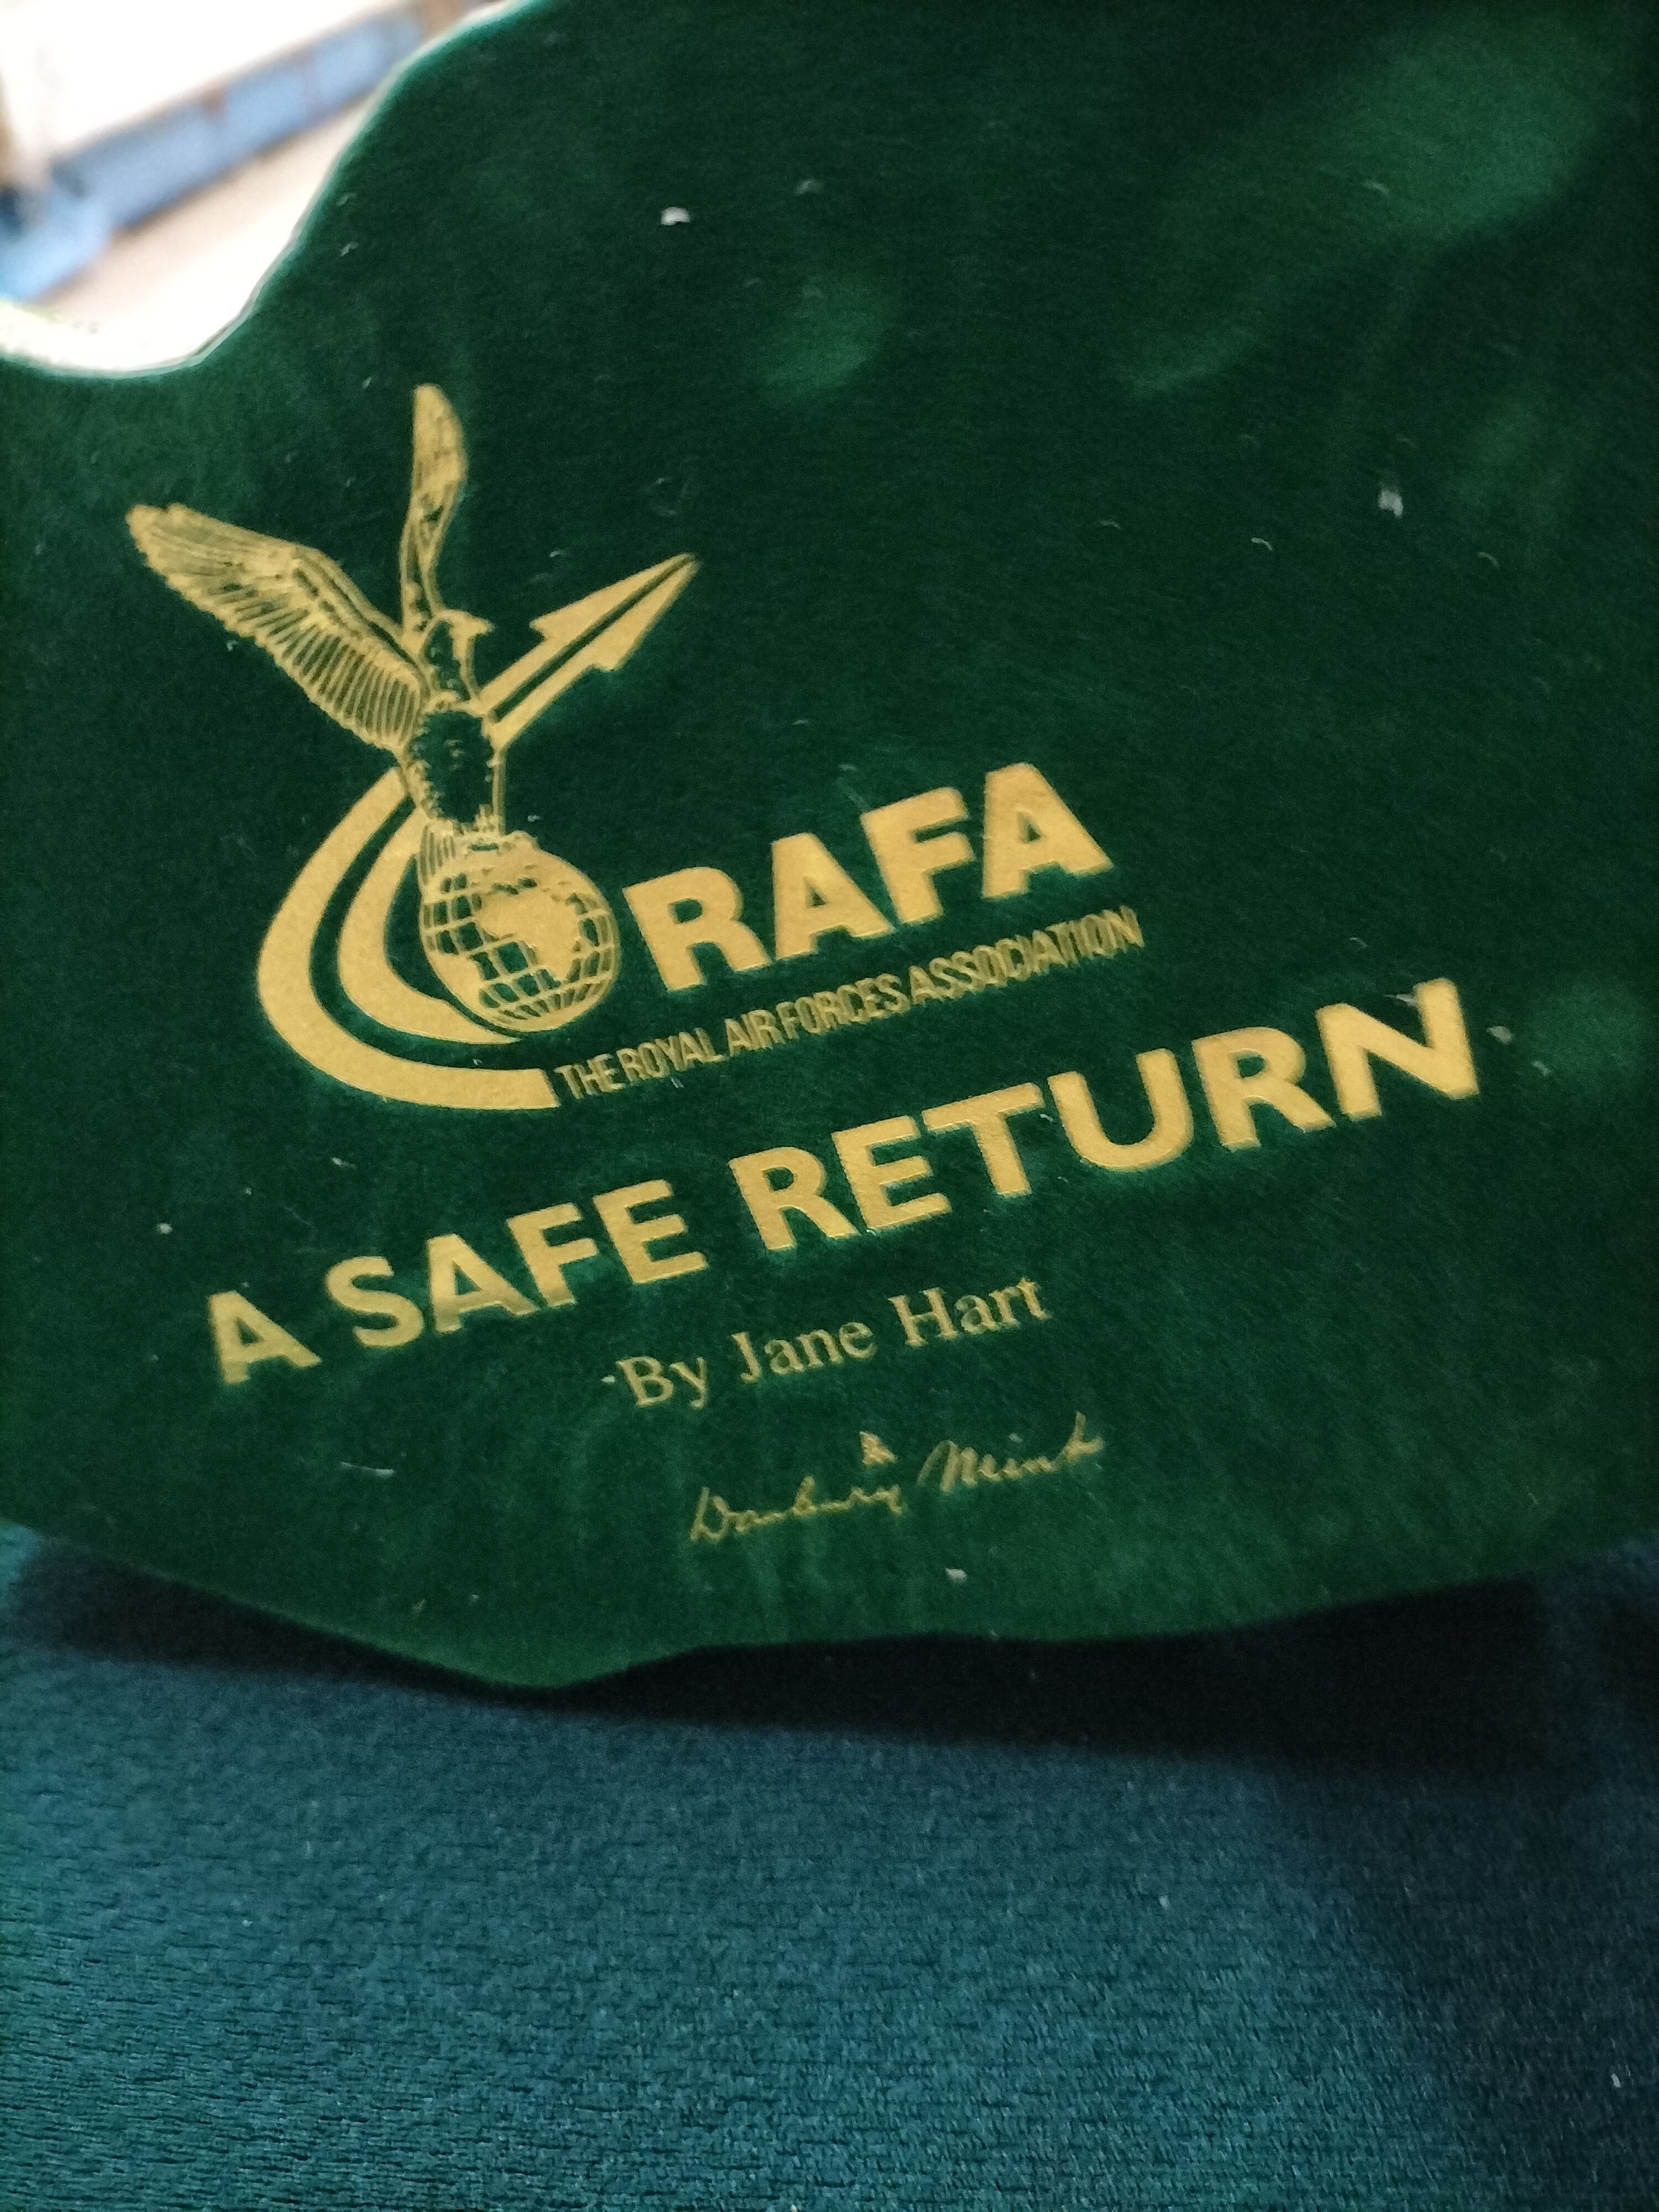 RAFA
THE ROYAL AIR FORCES ASSOCIATION
A SAFE RETURN
By Jane Hart
Danbury Mint